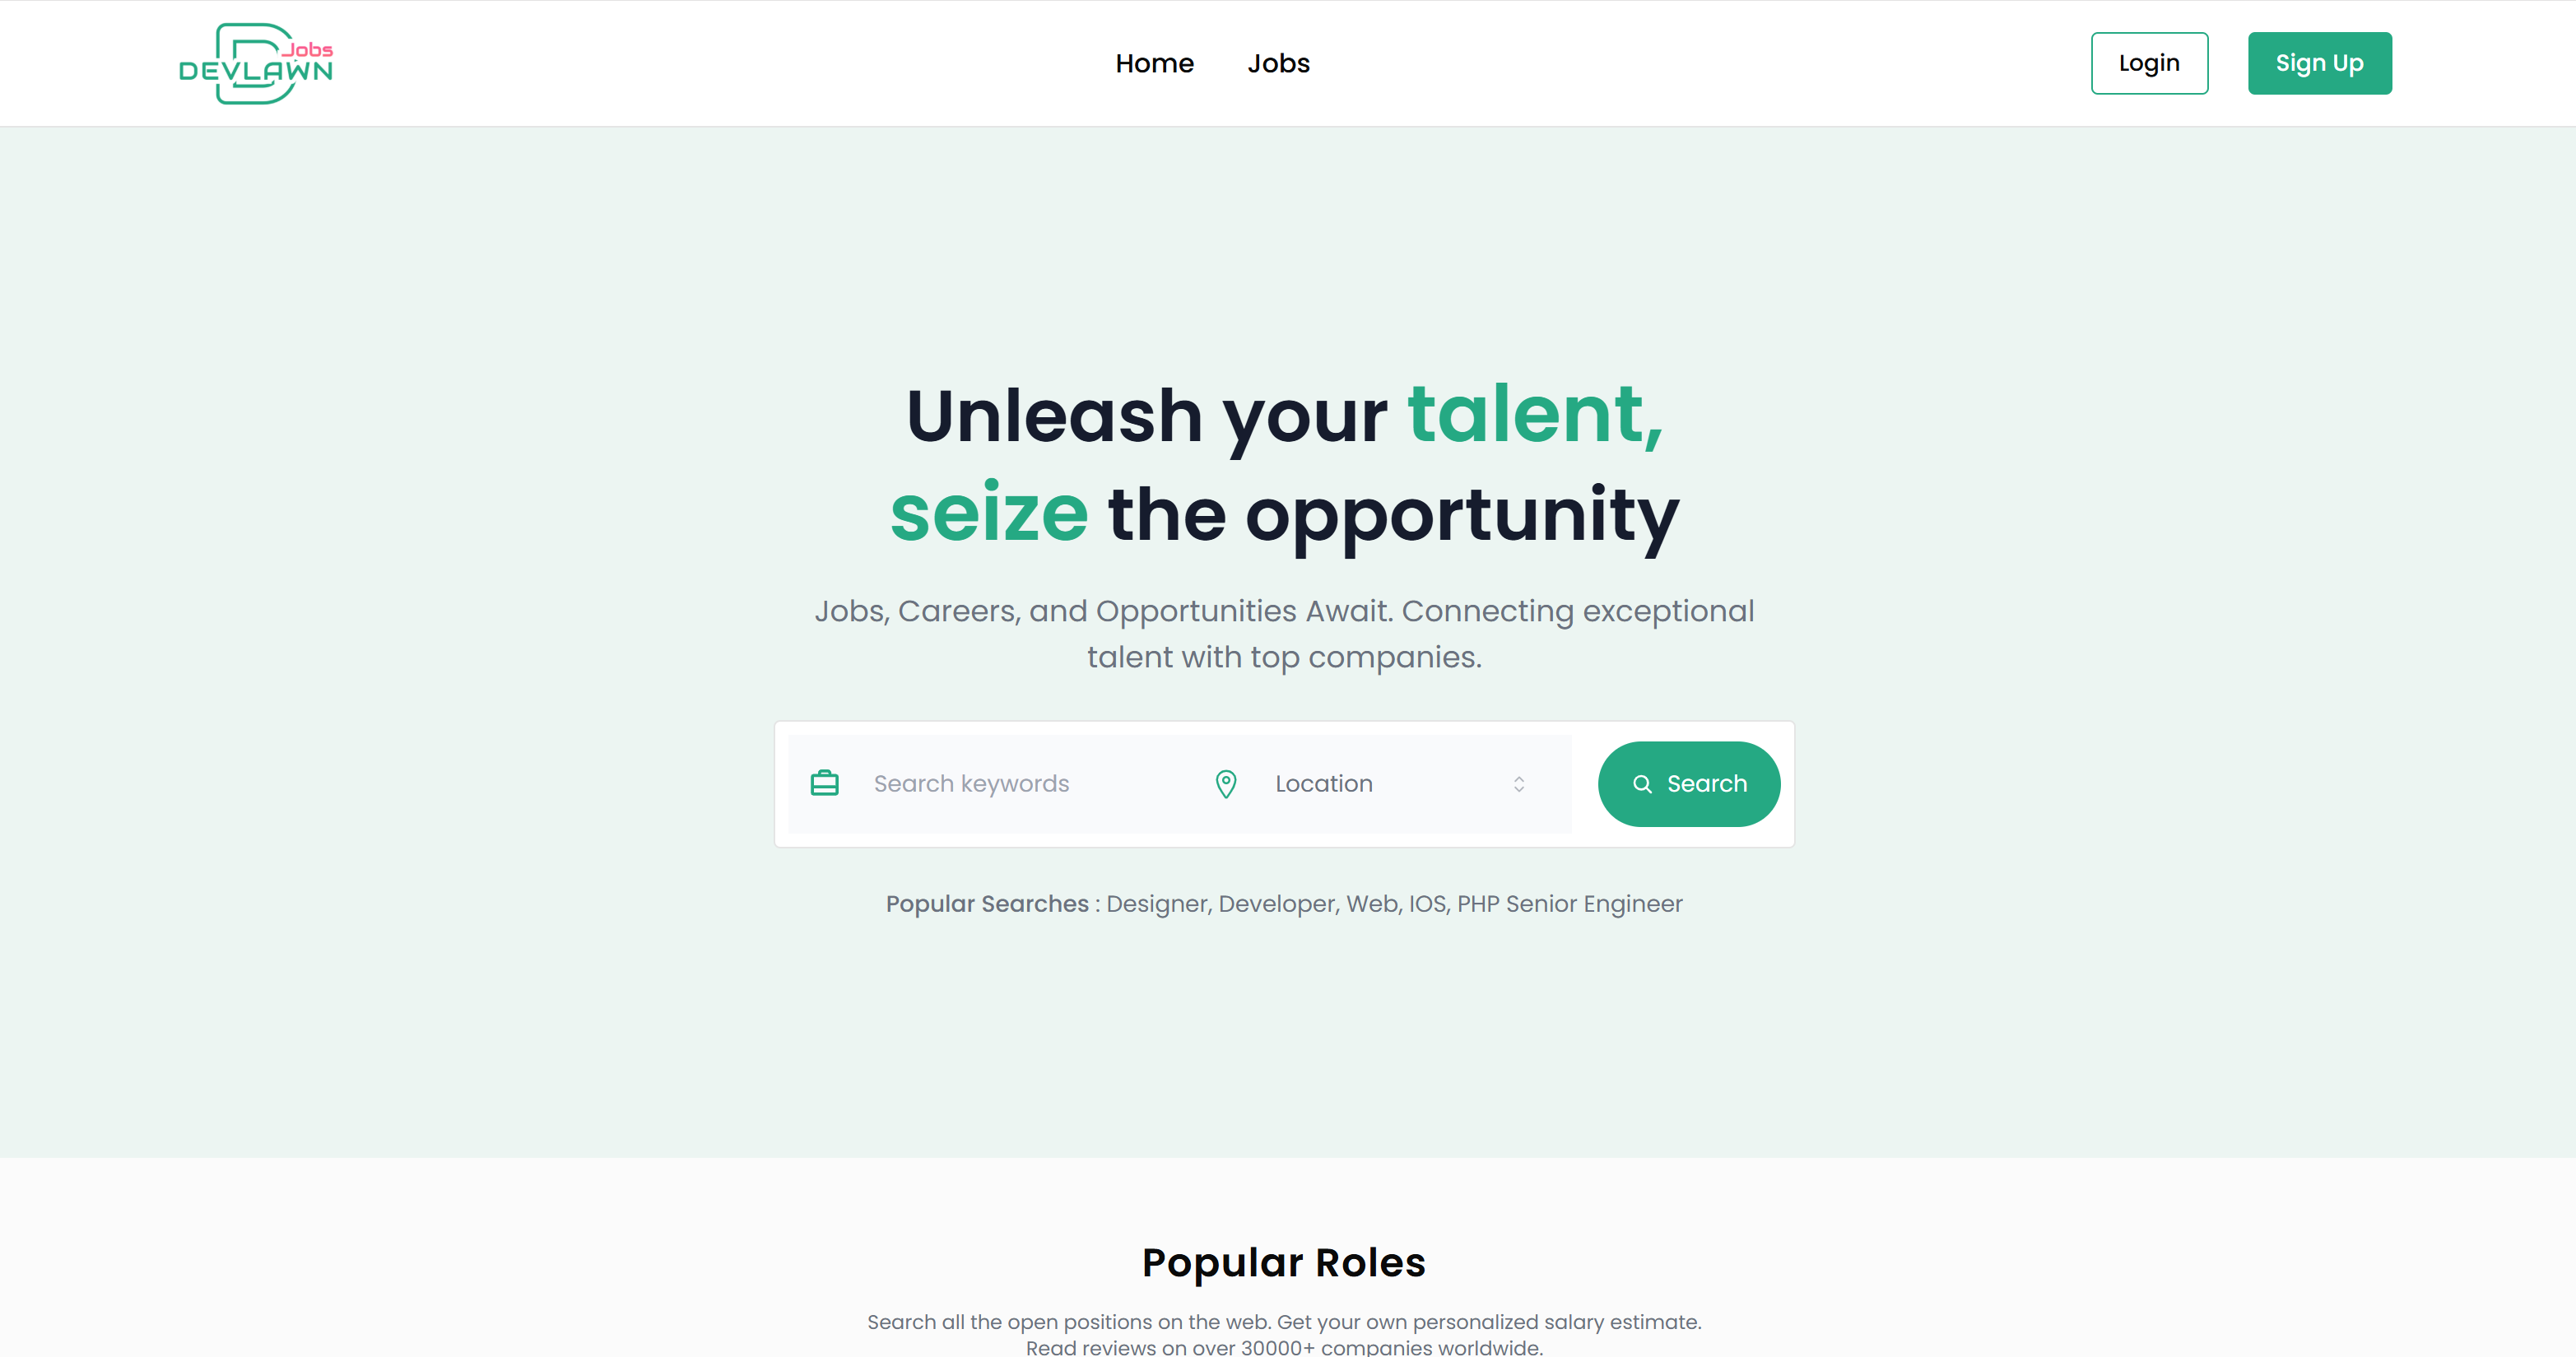 Jobs
DEVLAWN
Home Jobs
Login Sign Up
Unleash your talent,
seize the opportunity
Jobs, Careers, and Opportunities Await. Connecting exceptional
talent with top companies.
Search keywords Location Search
Popular Searches : Designer, Developer, Web, IOS, PHP Senior Engineer
Popular Roles
Search all the open positions on the web. Get your own personalized salary estimate.
Read reviews on over 30000+ companies worldwide.